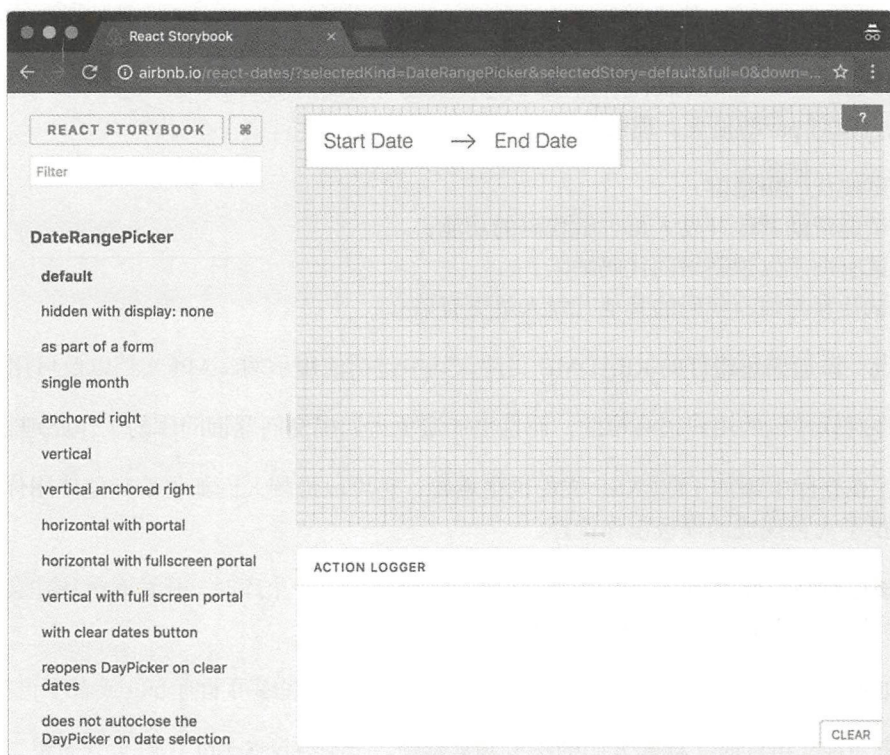 React Storybook ×
airbnb.io/react-dates/?selectedKind=DateRangePicker&selectedStory=default&full=0&down=...
REACT STORYBOOK ⌘
Filter
DateRangePicker
default
hidden with display: none
as part of a form
single month
anchored right
vertical
vertical anchored right
horizontal with portal
horizontal with fullscreen portal
vertical with full screen portal
with clear dates button
reopens DayPicker on clear
dates
does not autoclose the
DayPicker on date selection
Start Date → End Date
?
ACTION LOGGER
CLEAR